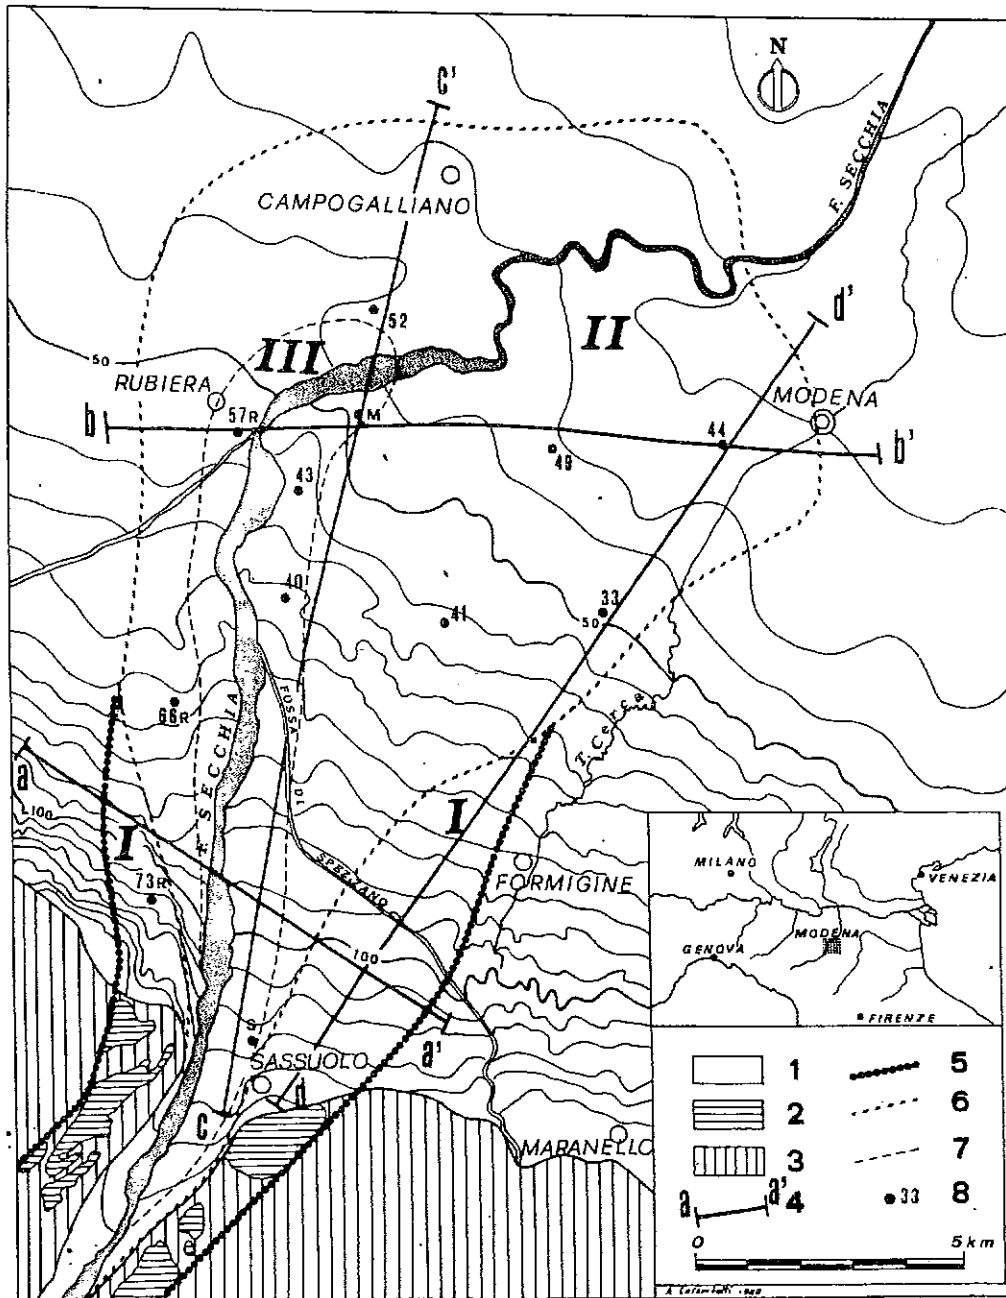 C'
N
F. SECCHIA
CAMPOGALLIANO
d'
52
III
II
50
RUBIERA
MODENA
57R
M
44
b
b'
49
43
40
41
33
50
FOSSA
DI
SPEZZANO
66R
F. SECCHIA
a
100
I
I
73R
FORMIGINE
100
S
a'
SASSUOLO
d
C
MARANELLO
MILANO
VENEZIA
GENOVA
MODENA
FIRENZE
1
5
2
6
3
7
a a' 4
33 8
0 5 km